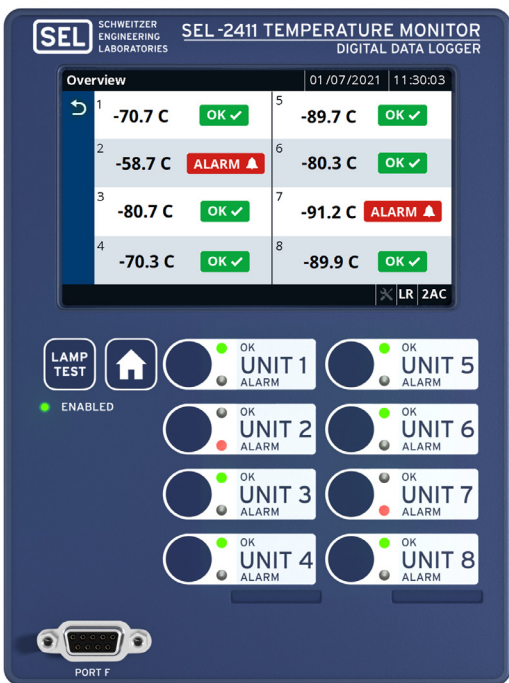 SEL SCHWEITZER ENGINEERING LABORATORIES
SEL-2411 TEMPERATURE MONITOR
DIGITAL DATA LOGGER
Overview 01/07/2021 11:30:03
1 -70.7 C OK 5 -89.7 C OK
2 -58.7 C ALARM 6 -80.3 C OK
3 -80.7 C OK 7 -91.2 C ALARM
4 -70.3 C OK 8 -89.9 C OK
LR 2AC
LAMP TEST
ENABLED
OK
UNIT 1
ALARM
OK
UNIT 5
ALARM
OK
UNIT 2
ALARM
OK
UNIT 6
ALARM
OK
UNIT 3
ALARM
OK
UNIT 7
ALARM
OK
UNIT 4
ALARM
OK
UNIT 8
ALARM
PORT F